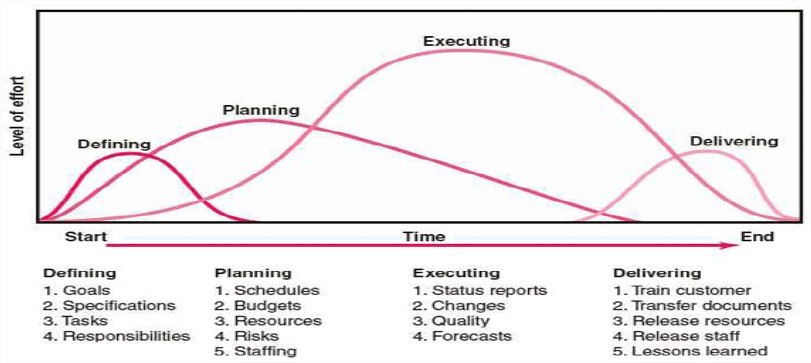 Executing
Planning
Defining
Delivering
Level of effort
Start
Time
End
Defining
1. Goals
2. Specifications
3. Tasks
4. Responsibilities
Planning
1. Schedules
2. Budgets
3. Resources
4. Risks
5. Staffing
Executing
1. Status reports
2. Changes
3. Quality
4. Forecasts
Delivering
1. Train customer
2. Transfer documents
3. Release resources
4. Release staff
5. Lessons learned